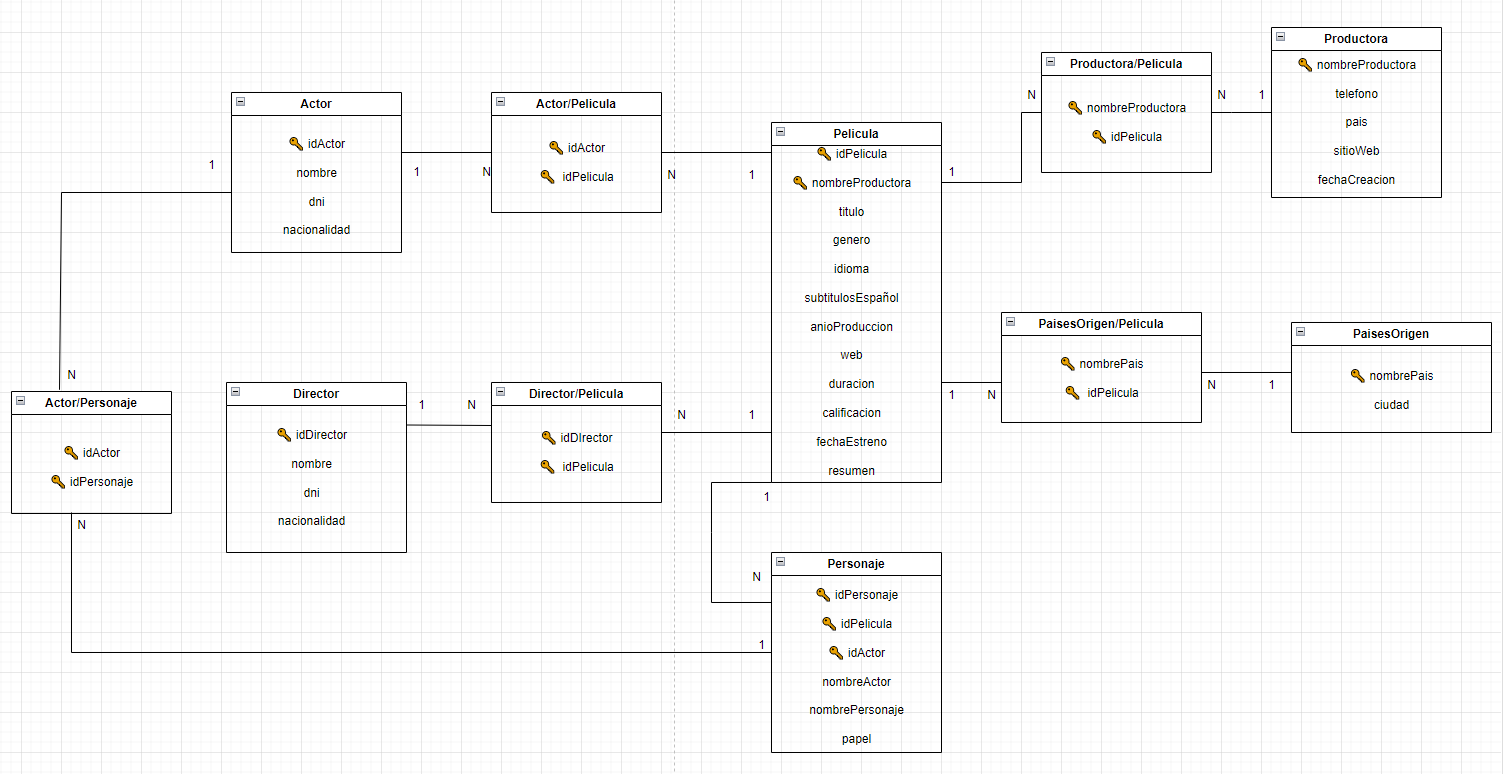 Actor
idActor
nombre
dni
nacionalidad
1
1
N
Actor/Pelicula
idActor
idPelicula
N
1
Pelicula
idPelicula
nombreProductora
titulo
genero
idioma
subtitulosEspañol
anioProduccion
web
duracion
calificacion
fechaEstreno
resumen
1
N
Productora/Pelicula
nombreProductora
idPelicula
N
1
Productora
nombreProductora
telefono
pais
sitioWeb
fechaCreacion
PaisesOrigen/Pelicula
nombrePais
idPelicula
1
N
N
1
PaisesOrigen
nombrePais
ciudad
N
Actor/Personaje
idActor
idPersonaje
N
Director
idDirector
nombre
dni
nacionalidad
1
N
Director/Pelicula
idDIrector
idPelicula
N
1
1
N
1
Personaje
idPersonaje
idPelicula
idActor
nombreActor
nombrePersonaje
papel